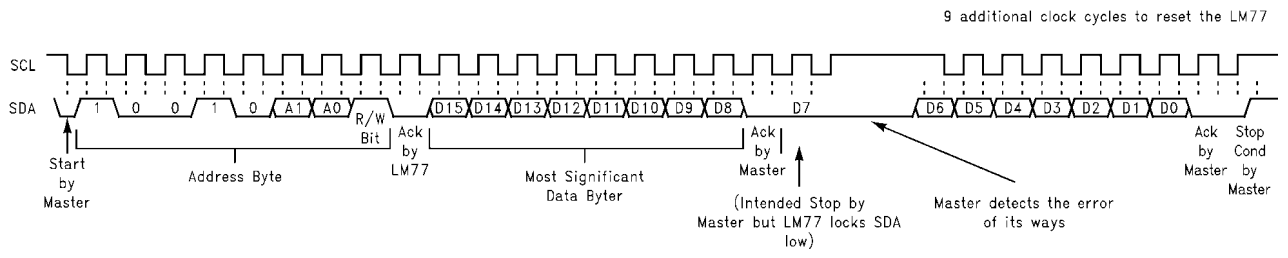 9 additional clock cycles to reset the LM77
SCL
SDA
1 0 0 1 0 A1 A0 R/W Bit
D15 D14 D13 D12 D11 D10 D9 D8
D7
D6 D5 D4 D3 D2 D1 D0
Start
by
Master
Address Byte
Ack
by
LM77
Most Significant
Data Byter
Ack
by
Master
(Intended Stop by
Master but LM77 locks SDA
low)
Master detects the error
of its ways
Ack
by
Master
Stop
Cond
by
Master